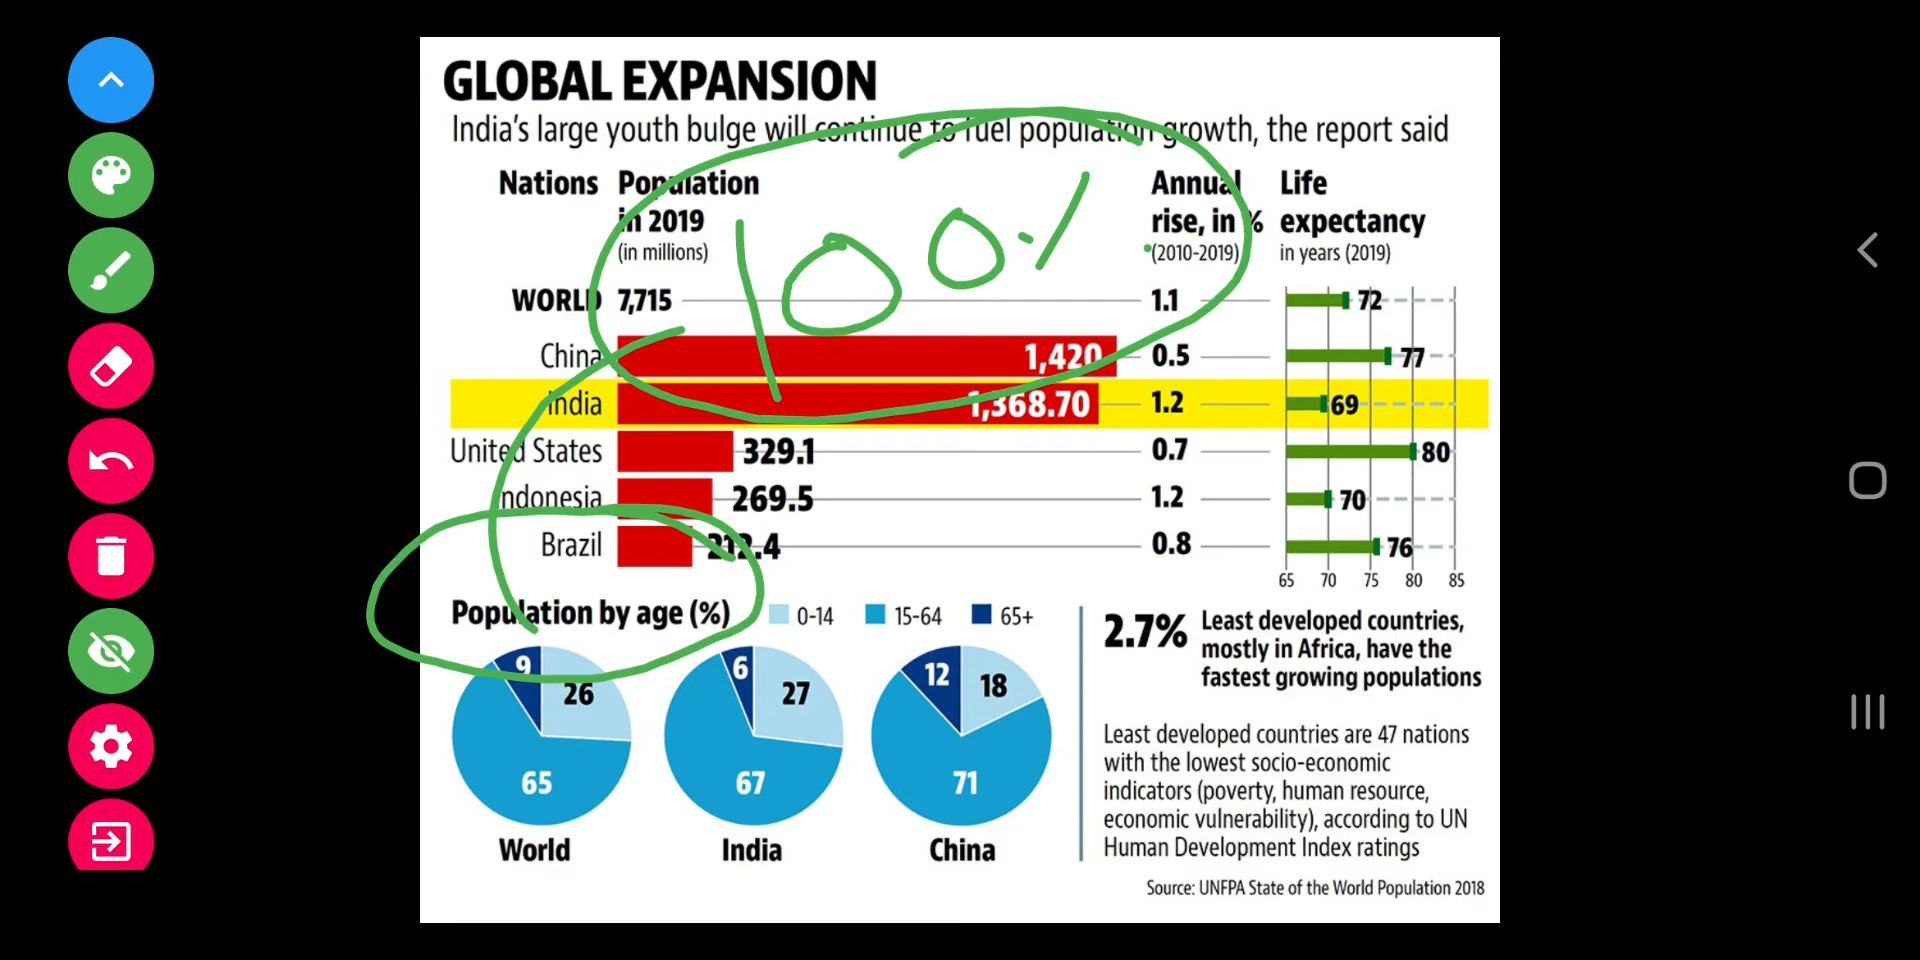 GLOBAL EXPANSION
India's large youth bulge will continue to fuel population growth, the report said
Nations Population in 2019 (in millions) Annual rise, in % (2010-2019) Life expectancy in years (2019)
100%
WORLD 7,715 1.1 72
China 1,420 0.5 77
India 1,368.70 1.2 69
United States 329.1 0.7 80
Indonesia 269.5 1.2 70
Brazil 212.4 0.8 76
65 70 75 80 85
Population by age (%) 0-14 15-64 65+
9 26 65
World
6 27 67
India
12 18 71
China
2.7% Least developed countries,
mostly in Africa, have the
fastest growing populations
Least developed countries are 47 nations
with the lowest socio-economic
indicators (poverty, human resource,
economic vulnerability), according to UN
Human Development Index ratings
Source: UNFPA State of the World Population 2018